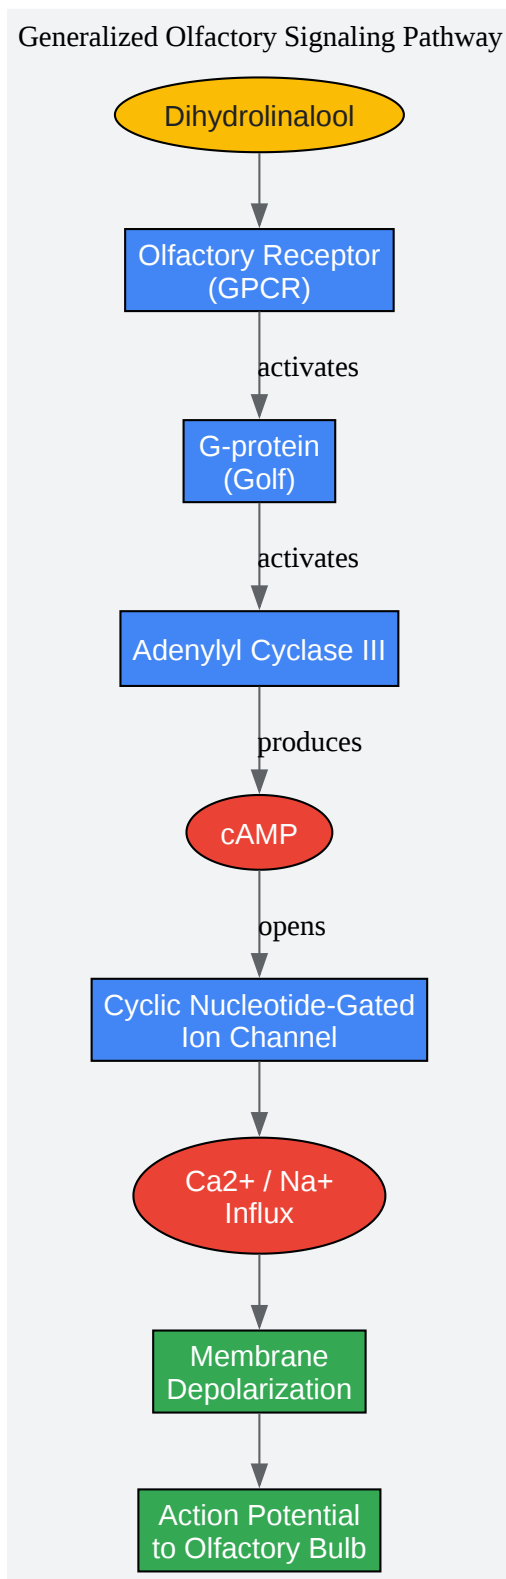 Generalized Olfactory Signaling Pathway
Dihydrolinalool
Olfactory Receptor
(GPCR)
activates
G-protein
(Golf)
activates
Adenylyl Cyclase III
produces
cAMP
opens
Cyclic Nucleotide-Gated
Ion Channel
Ca2+ / Na+
Influx
Membrane
Depolarization
Action Potential
to Olfactory Bulb